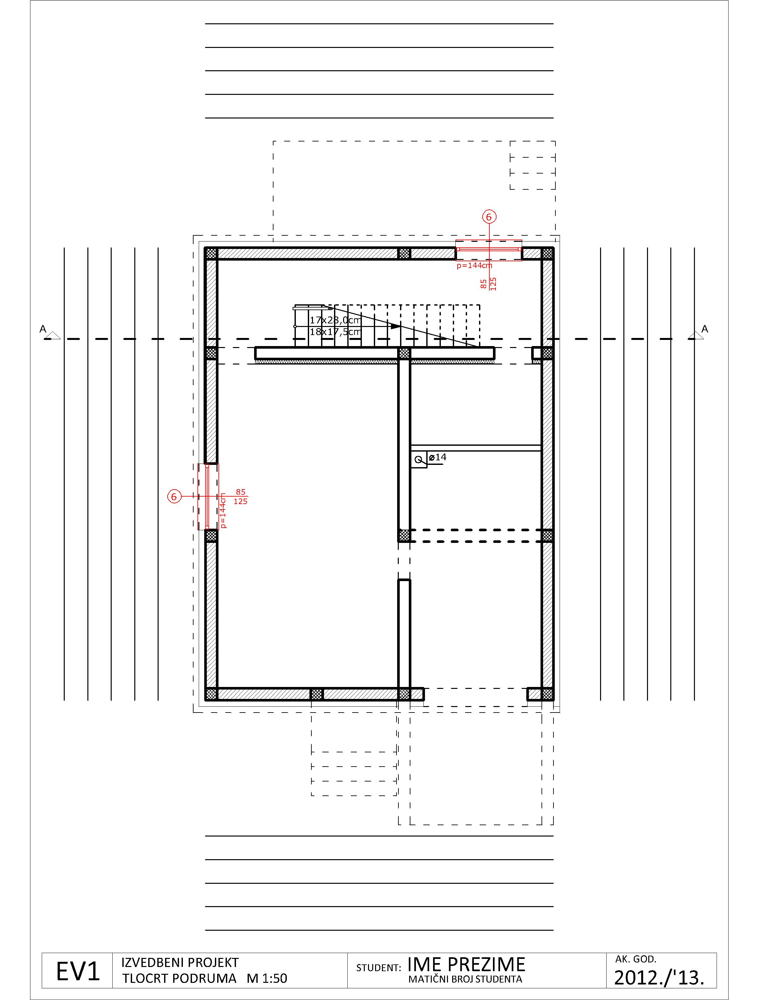 6
p=144cm
85
125
17x28,0cm
18x17,5cm
A
A
ø14
6
85
125
p=144cm
EV1
IZVEDBENI PROJEKT
TLOCRT PODRUMA M 1:50
STUDENT: IME PREZIME
MATIČNI BROJ STUDENTA
AK. GOD.
2012./'13.